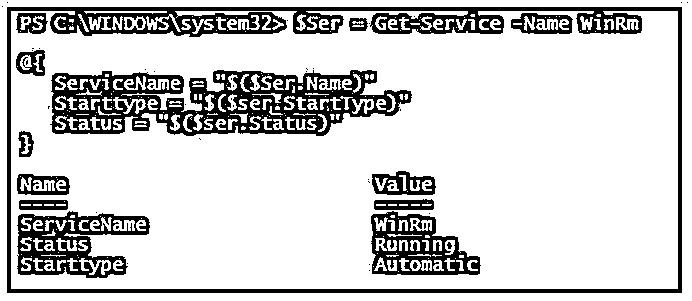 PS C:\WINDOWS\system32> $Ser = Get-Service -Name WinRm
@{
ServiceName = "$($Ser.Name)"
Starttype = "$($ser.StartType)"
Status = "$($ser.Status)"
}
Name Value
---- -----
ServiceName WinRm
Status Running
Starttype Automatic